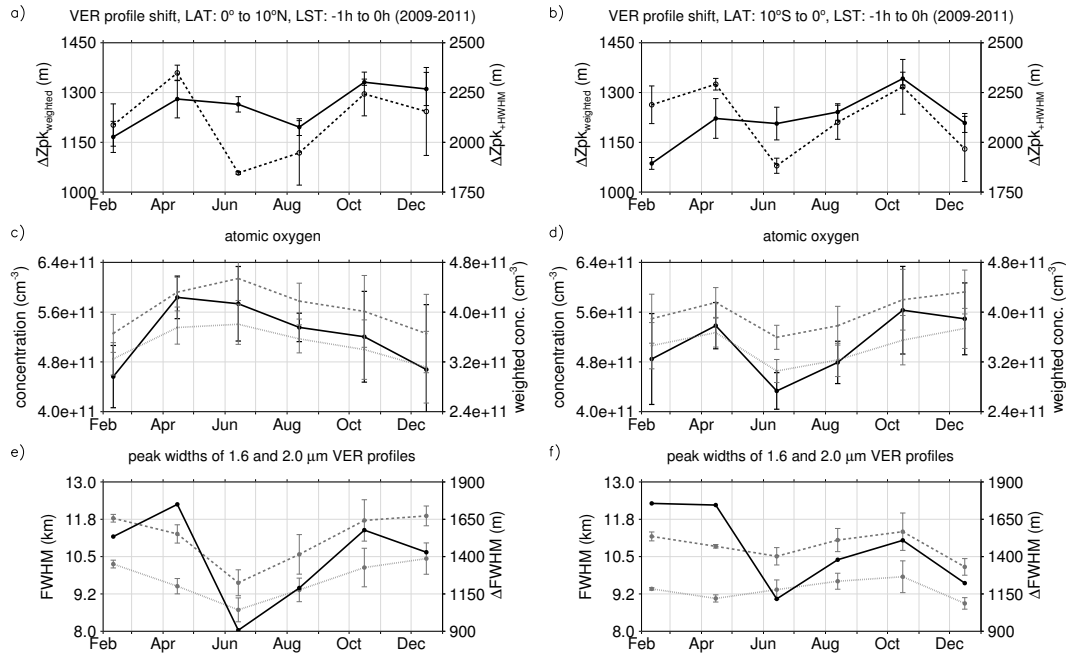 a) VER profile shift, LAT: 0° to 10°N, LST: -1h to 0h (2009-2011)
1450 2500
1300 2250
1150 2000
1000 1750
ΔZpk_weighted (m)
ΔZpk_+HWHM (m)
Feb Apr Jun Aug Oct Dec
b) VER profile shift, LAT: 10°S to 0°, LST: -1h to 0h (2009-2011)
1450 2500
1300 2250
1150 2000
1000 1750
ΔZpk_weighted (m)
ΔZpk_+HWHM (m)
Feb Apr Jun Aug Oct Dec
c) atomic oxygen
6.4e+11 4.8e+11
5.6e+11 4.0e+11
4.8e+11 3.2e+11
4.0e+11 2.4e+11
concentration (cm⁻³)
weighted conc. (cm⁻³)
Feb Apr Jun Aug Oct Dec
d) atomic oxygen
6.4e+11 4.8e+11
5.6e+11 4.0e+11
4.8e+11 3.2e+11
4.0e+11 2.4e+11
concentration (cm⁻³)
weighted conc. (cm⁻³)
Feb Apr Jun Aug Oct Dec
e) peak widths of 1.6 and 2.0 μm VER profiles
13.0 1900
11.8 1650
10.5 1400
9.2 1150
8.0 900
FWHM (km)
ΔFWHM (m)
Feb Apr Jun Aug Oct Dec
f) peak widths of 1.6 and 2.0 μm VER profiles
13.0 1900
11.8 1650
10.5 1400
9.2 1150
8.0 900
FWHM (km)
ΔFWHM (m)
Feb Apr Jun Aug Oct Dec